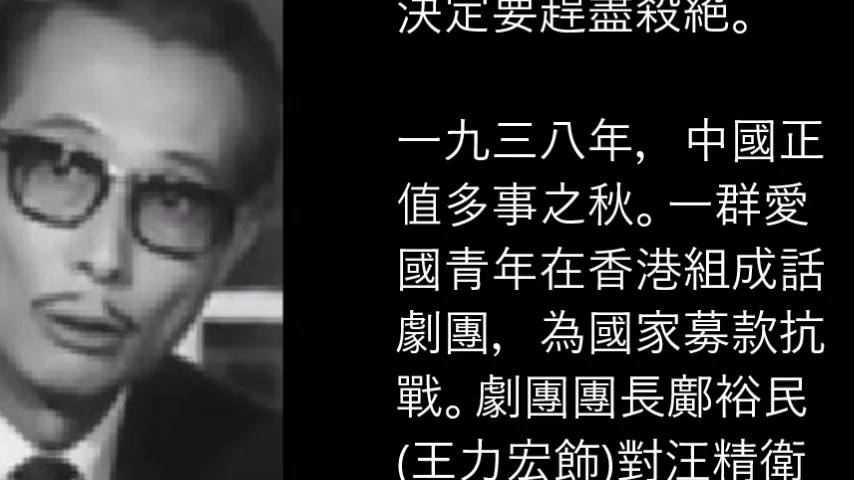 決定要趕盡殺絕。
一九三八年， 中國正
值多事之秋。一群愛
國青年在香港組成話
劇團， 為國家募款抗
戰。劇團團長鄺裕民
(王力宏飾)對汪精衛